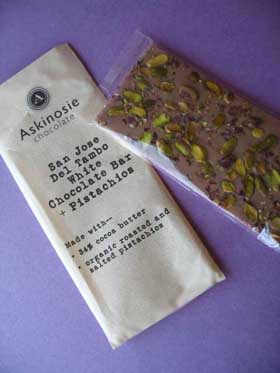 A
Askinosie
chocolate
San Jose
Del Tambo
White
Chocolate Bar
+ Pistachios
Made with—
• 34% cocoa butter
• organic roasted and
salted pistachios